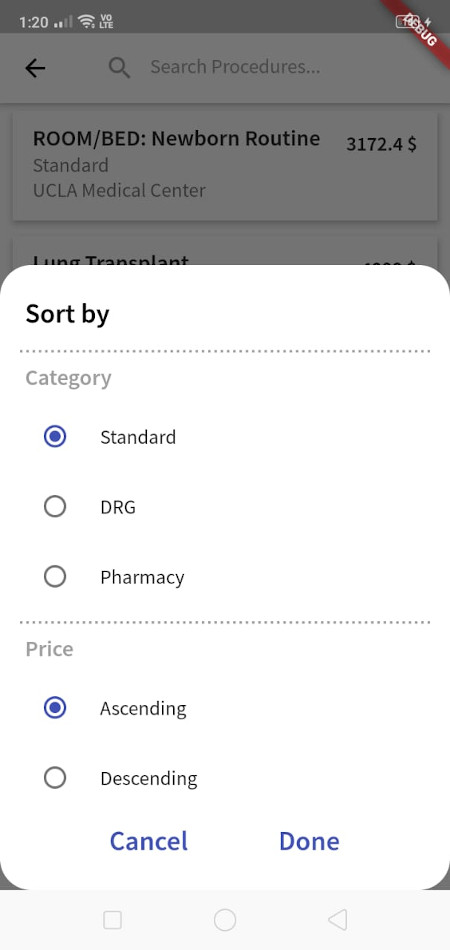 1:20 VO LTE
DEBUG
Search Procedures...
ROOM/BED: Newborn Routine 3172.4 $
Standard
UCLA Medical Center
Lung Transplant
Sort by
Category
Standard
DRG
Pharmacy
Price
Ascending
Descending
Cancel Done